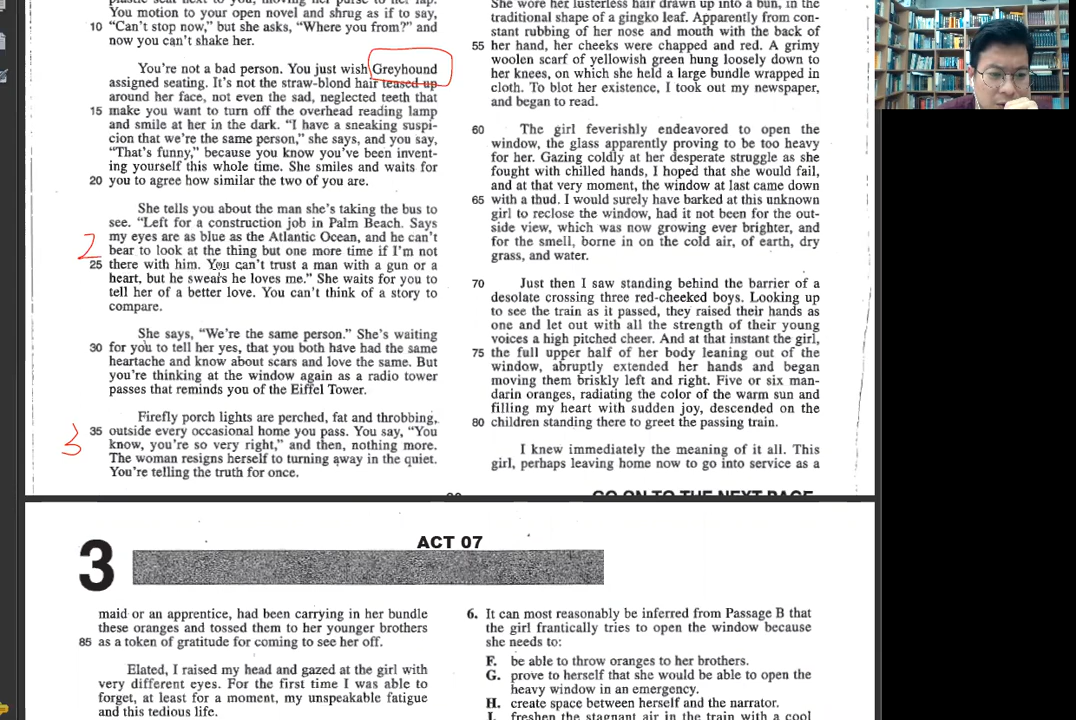 You motion to your open novel and shrug as if to say,
10 "Can't stop now," but she asks, "Where you from?" and
now you can't shake her.
You're not a bad person. You just wish Greyhound
assigned seating. It's not the straw-blond hair teased up
around her face, not even the sad, neglected teeth that
15 make you want to turn off the overhead reading lamp
and smile at her in the dark. "I have a sneaking suspi-
cion that we're the same person," she says, and you say,
"That's funny," because you know you've been invent-
ing yourself this whole time. She smiles and waits for
20 you to agree how similar the two of you are.
She tells you about the man she's taking the bus to
see. "Left for a construction job in Palm Beach. Says
my eyes are as blue as the Atlantic Ocean, and he can't
2 bear to look at the thing but one more time if I'm not
25 there with him. You can't trust a man with a gun or a
heart, but he swears he loves me." She waits for you to
tell her of a better love. You can't think of a story to
compare.
She says, "We're the same person." She's waiting
30 for you to tell her yes, that you both have had the same
heartache and know about scars and love the same. But
you're thinking at the window again as a radio tower
passes that reminds you of the Eiffel Tower.
Firefly porch lights are perched, fat and throbbing,
35 outside every occasional home you pass. You say, "You
3 know, you're so very right," and then, nothing more.
The woman resigns herself to turning away in the quiet.
You're telling the truth for once.
She wore her lusterless hair drawn up into a bun, in the
traditional shape of a gingko leaf. Apparently from con-
stant rubbing of her nose and mouth with the back of
55 her hand, her cheeks were chapped and red. A grimy
woolen scarf of yellowish green hung loosely down to
her knees, on which she held a large bundle wrapped in
cloth. To blot her existence, I took out my newspaper,
and began to read.
60 The girl feverishly endeavored to open the
window, the glass apparently proving to be too heavy
for her. Gazing coldly at her desperate struggle as she
fought with chilled hands, I hoped that she would fail,
and at that very moment, the window at last came down
65 with a thud. I would surely have barked at this unknown
girl to reclose the window, had it not been for the out-
side view, which was now growing ever brighter, and
for the smell, borne in on the cold air, of earth, dry
grass, and water.
70 Just then I saw standing behind the barrier of a
desolate crossing three red-cheeked boys. Looking up
to see the train as it passed, they raised their hands as
one and let out with all the strength of their young
voices a high pitched cheer. And at that instant the girl,
75 the full upper half of her body leaning out of the
window, abruptly extended her hands and began
moving them briskly left and right. Five or six man-
darin oranges, radiating the color of the warm sun and
filling my heart with sudden joy, descended on the
80 children standing there to greet the passing train.
I knew immediately the meaning of it all. This
girl, perhaps leaving home now to go into service as a
GO ON TO THE NEXT PAGE
3
ACT 07
maid or an apprentice, had been carrying in her bundle
these oranges and tossed them to her younger brothers
85 as a token of gratitude for coming to see her off.
Elated, I raised my head and gazed at the girl with
very different eyes. For the first time I was able to
forget, at least for a moment, my unspeakable fatigue
and this tedious life.
6. It can most reasonably be inferred from Passage B that
the girl frantically tries to open the window because
she needs to:
F. be able to throw oranges to her brothers.
G. prove to herself that she would be able to open the
heavy window in an emergency.
H. create space between herself and the narrator.
freshen the stagnant air in the train with a cool